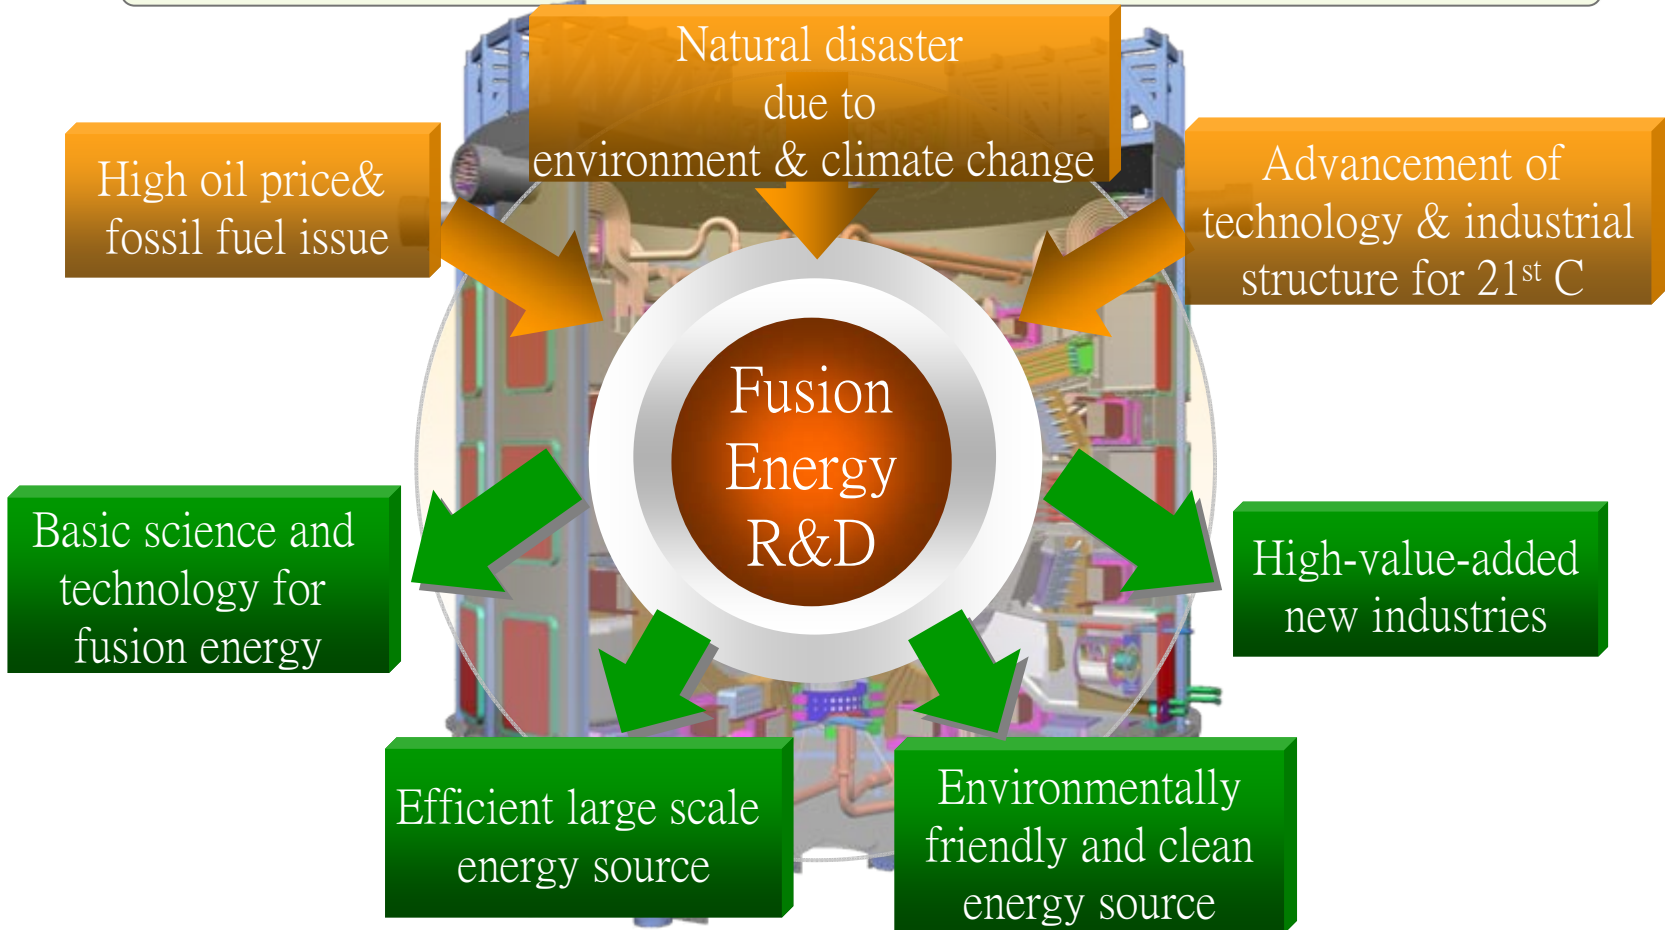 Natural disaster
due to
environment & climate change
High oil price&
fossil fuel issue
Advancement of
technology & industrial
structure for 21st C
Fusion
Energy
R&D
Basic science and
technology for
fusion energy
High-value-added
new industries
Efficient large scale
energy source
Environmentally
friendly and clean
energy source